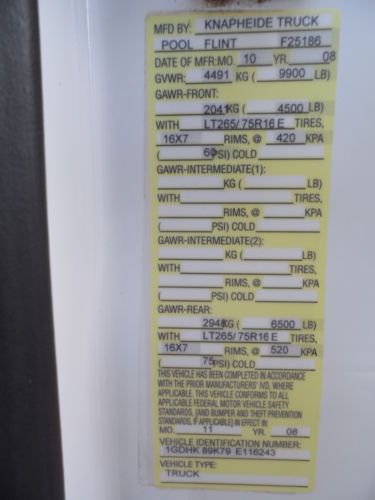 MFD BY: KNAPHEIDE TRUCK
POOL FLINT F25186
DATE OF MFR: MO. 10 YR. 08
GVWR: 4491 KG ( 9900 LB)
GAWR-FRONT:
2041 KG ( 4500 LB)
WITH LT265/75R16 E TIRES,
16X7 RIMS, @ 420 KPA
( 60 PSI) COLD
GAWR-INTERMEDIATE(1):
KG ( LB)
WITH TIRES,
RIMS, @ KPA
( PSI) COLD
GAWR-INTERMEDIATE(2):
KG ( LB)
WITH TIRES,
RIMS, @ KPA
( PSI) COLD
GAWR-REAR:
2948 KG ( 6500 LB)
WITH LT265/75R16 E TIRES,
16X7 RIMS, @ 520 KPA
( 75 PSI) COLD
THIS VEHICLE HAS BEEN COMPLETED IN ACCORDANCE
WITH THE PRIOR MANUFACTURERS' IVD, WHERE
APPLICABLE. THIS VEHICLE CONFORMS TO ALL
APPLICABLE FEDERAL MOTOR VEHICLE SAFETY
STANDARDS, [AND BUMPER AND THEFT PREVENTION
STANDARDS, IF APPLICABLE] IN EFFECT IN:
MO. 11 YR. 08
VEHICLE IDENTIFICATION NUMBER:
1GDHK 89K79 E116243
VEHICLE TYPE:
TRUCK